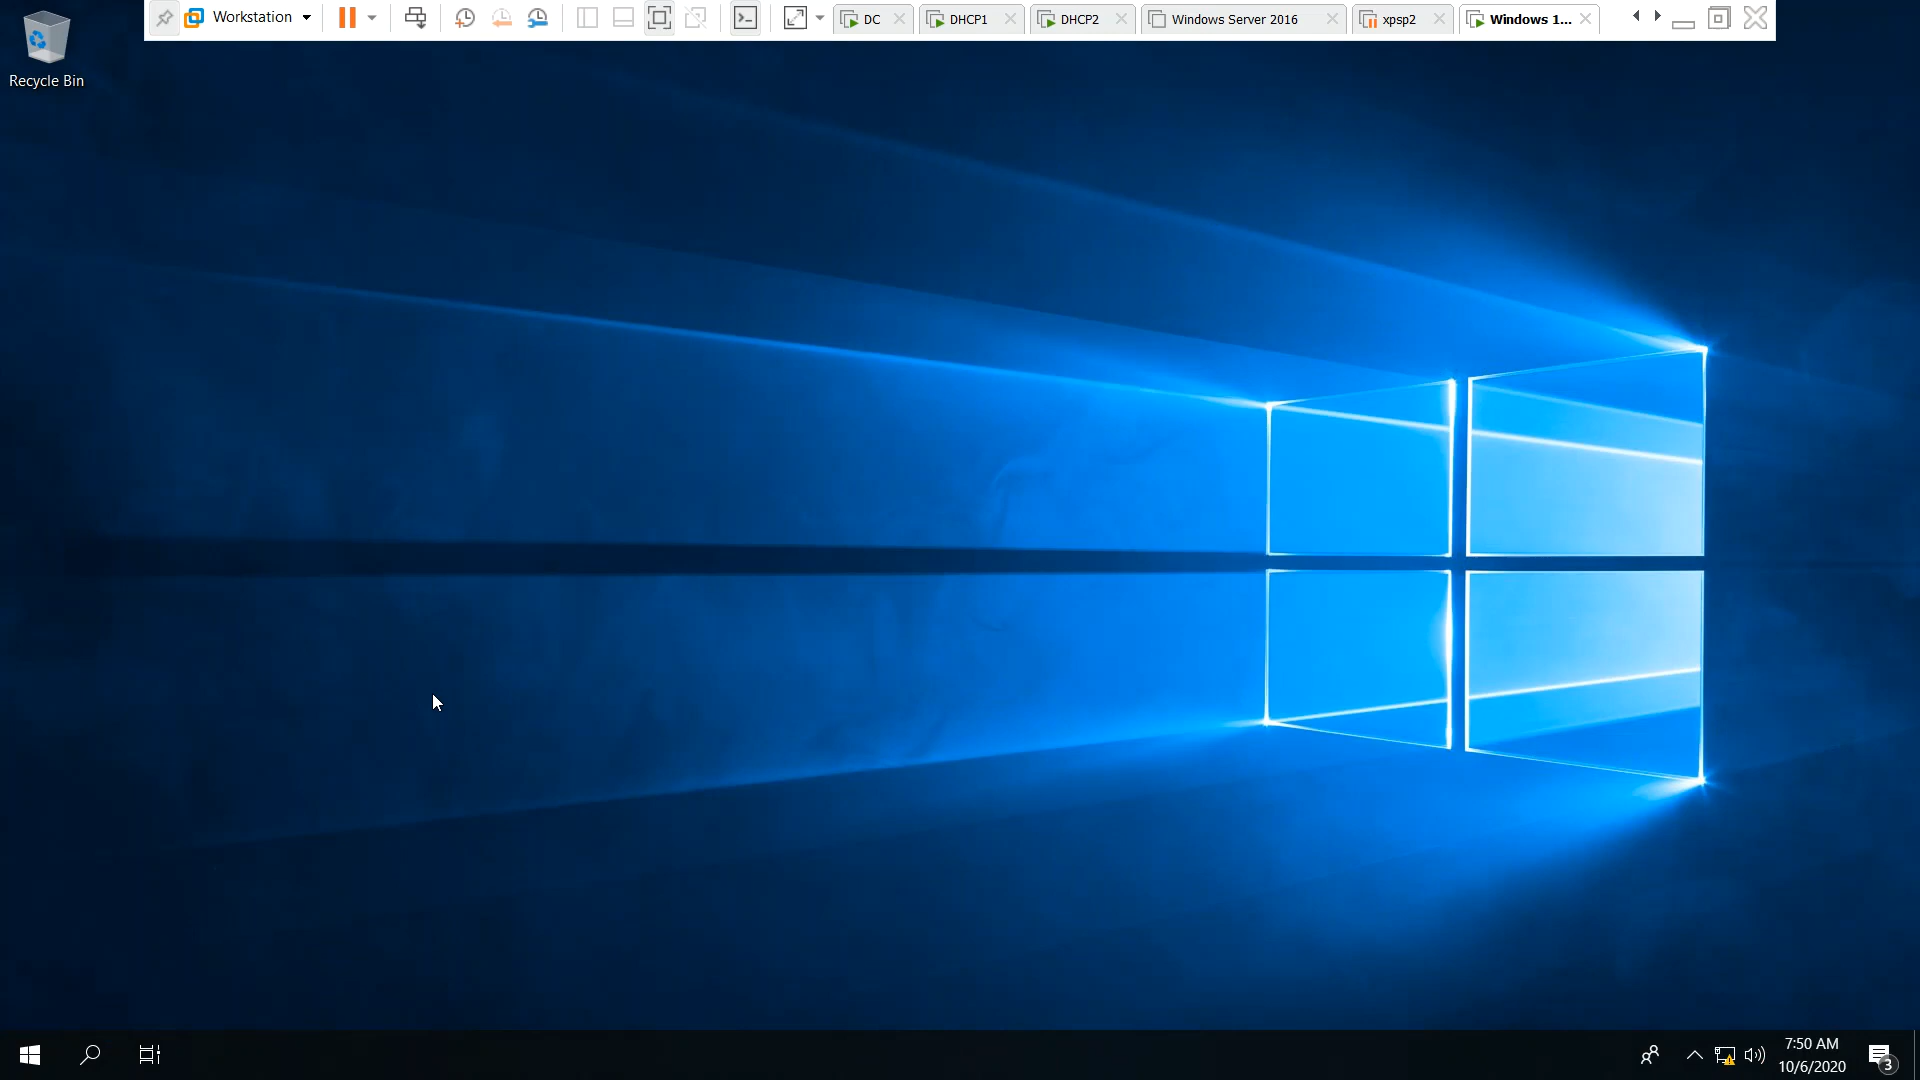 Workstation
DC
DHCP1
DHCP2
Windows Server 2016
xpsp2
Windows 1...
Recycle Bin
7:50 AM
10/6/2020
3